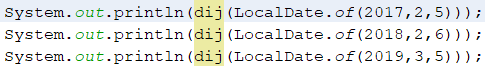 System.out.println(dij(LocalDate.of(2017,2,5)));
System.out.println(dij(LocalDate.of(2018,2,6)));
System.out.println(dij(LocalDate.of(2019,3,5)));